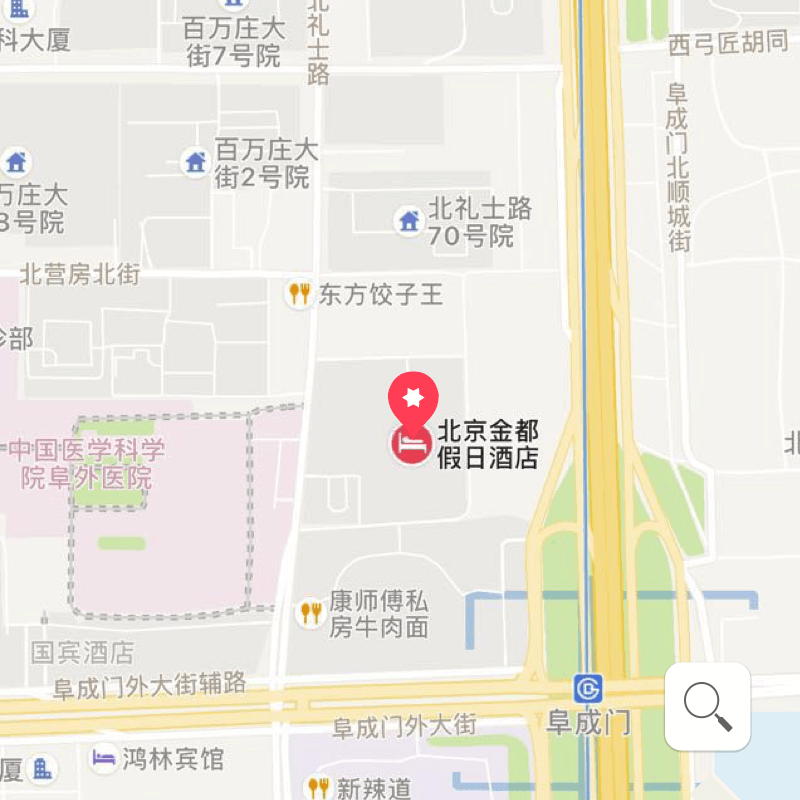 科大厦
百万庄大
街7号院
北礼士路
西弓匠胡同
阜成门北顺城街
百万庄大
街2号院
万庄大
8号院
北礼士路
70号院
北营房北街
东方饺子王
诊部
北京金都
假日酒店
中国医学科学
院阜外医院
北
康师傅私
房牛肉面
国宾酒店
阜成门外大街辅路
阜成门外大街
阜成门
厦
鸿林宾馆
新辣道